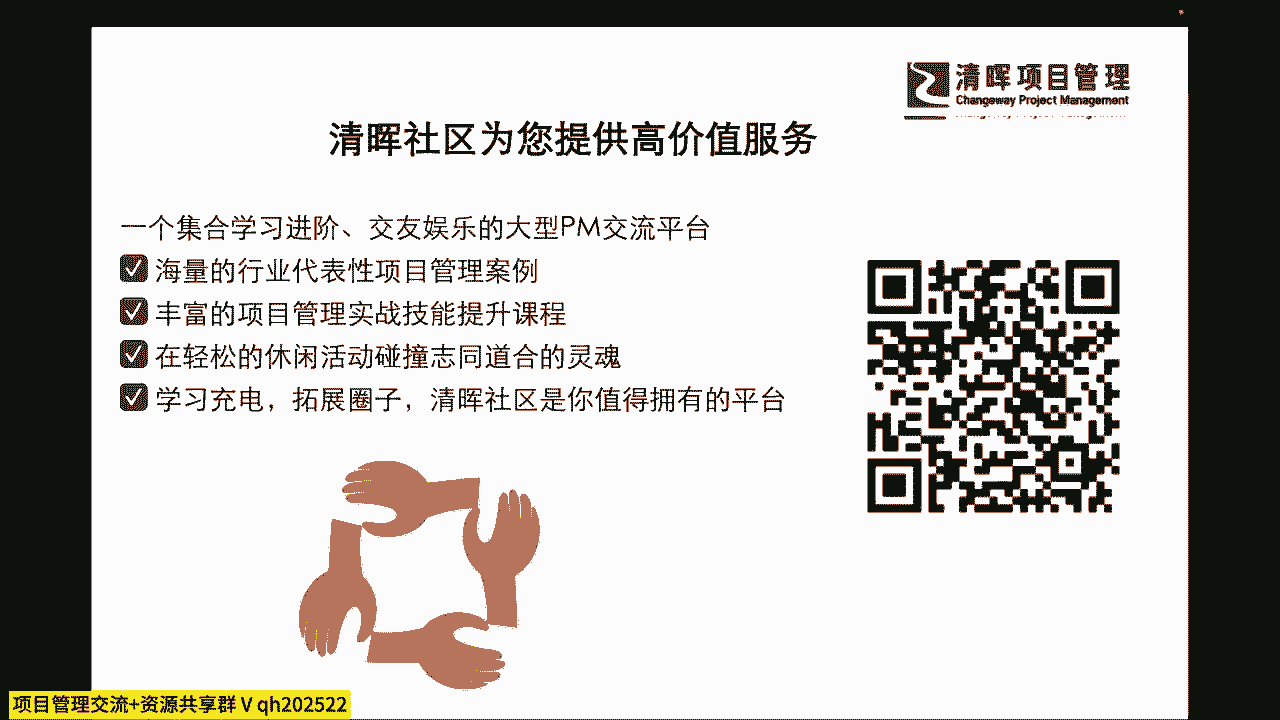 清晖项目管理
Changeway Project Management
清晖社区为您提供高价值服务
一个集合学习进阶、交友娱乐的大型PM交流平台
海量的行业代表性项目管理案例
丰富的项目管理实战技能提升课程
在轻松的休闲活动碰撞志同道合的灵魂
学习充电，拓展圈子，清晖社区是你值得拥有的平台
项目管理交流+资源共享群 V qh202522